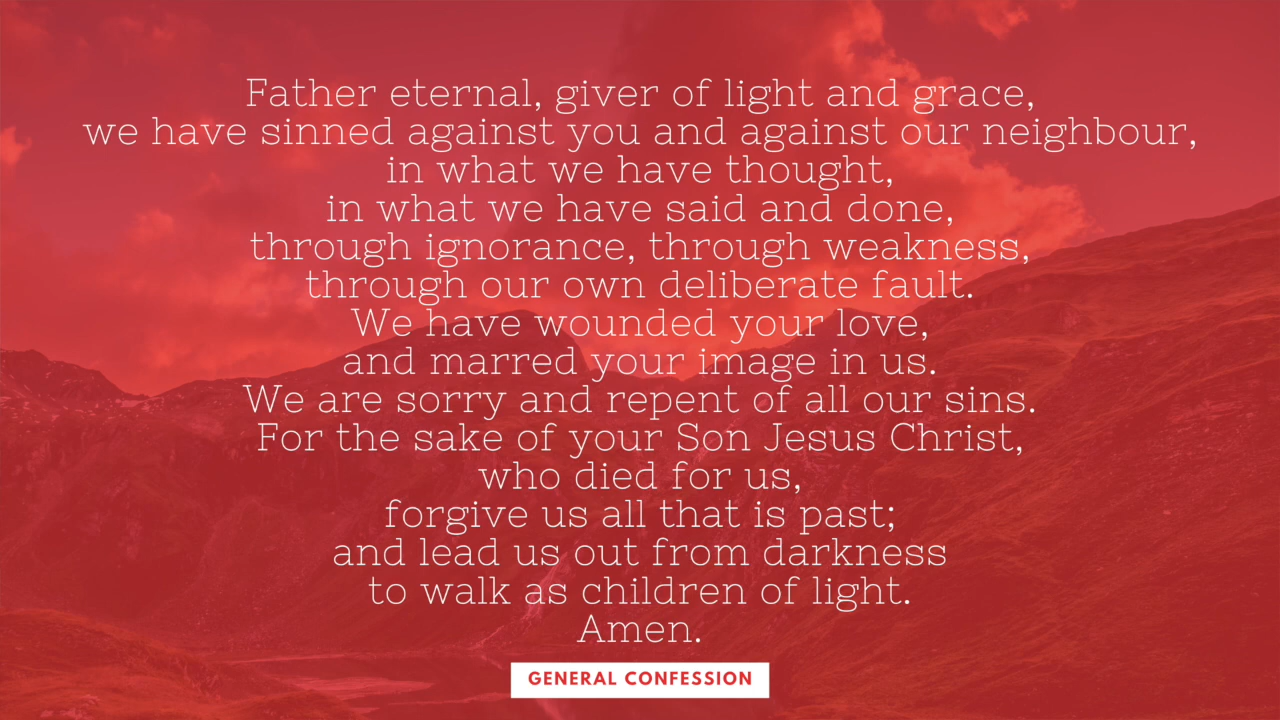 Father eternal, giver of light and grace,
we have sinned against you and against our neighbour,
in what we have thought,
in what we have said and done,
through ignorance, through weakness,
through our own deliberate fault.
We have wounded your love,
and marred your image in us.
We are sorry and repent of all our sins.
For the sake of your Son Jesus Christ,
who died for us,
forgive us all that is past;
and lead us out from darkness
to walk as children of light.
Amen.
GENERAL CONFESSION